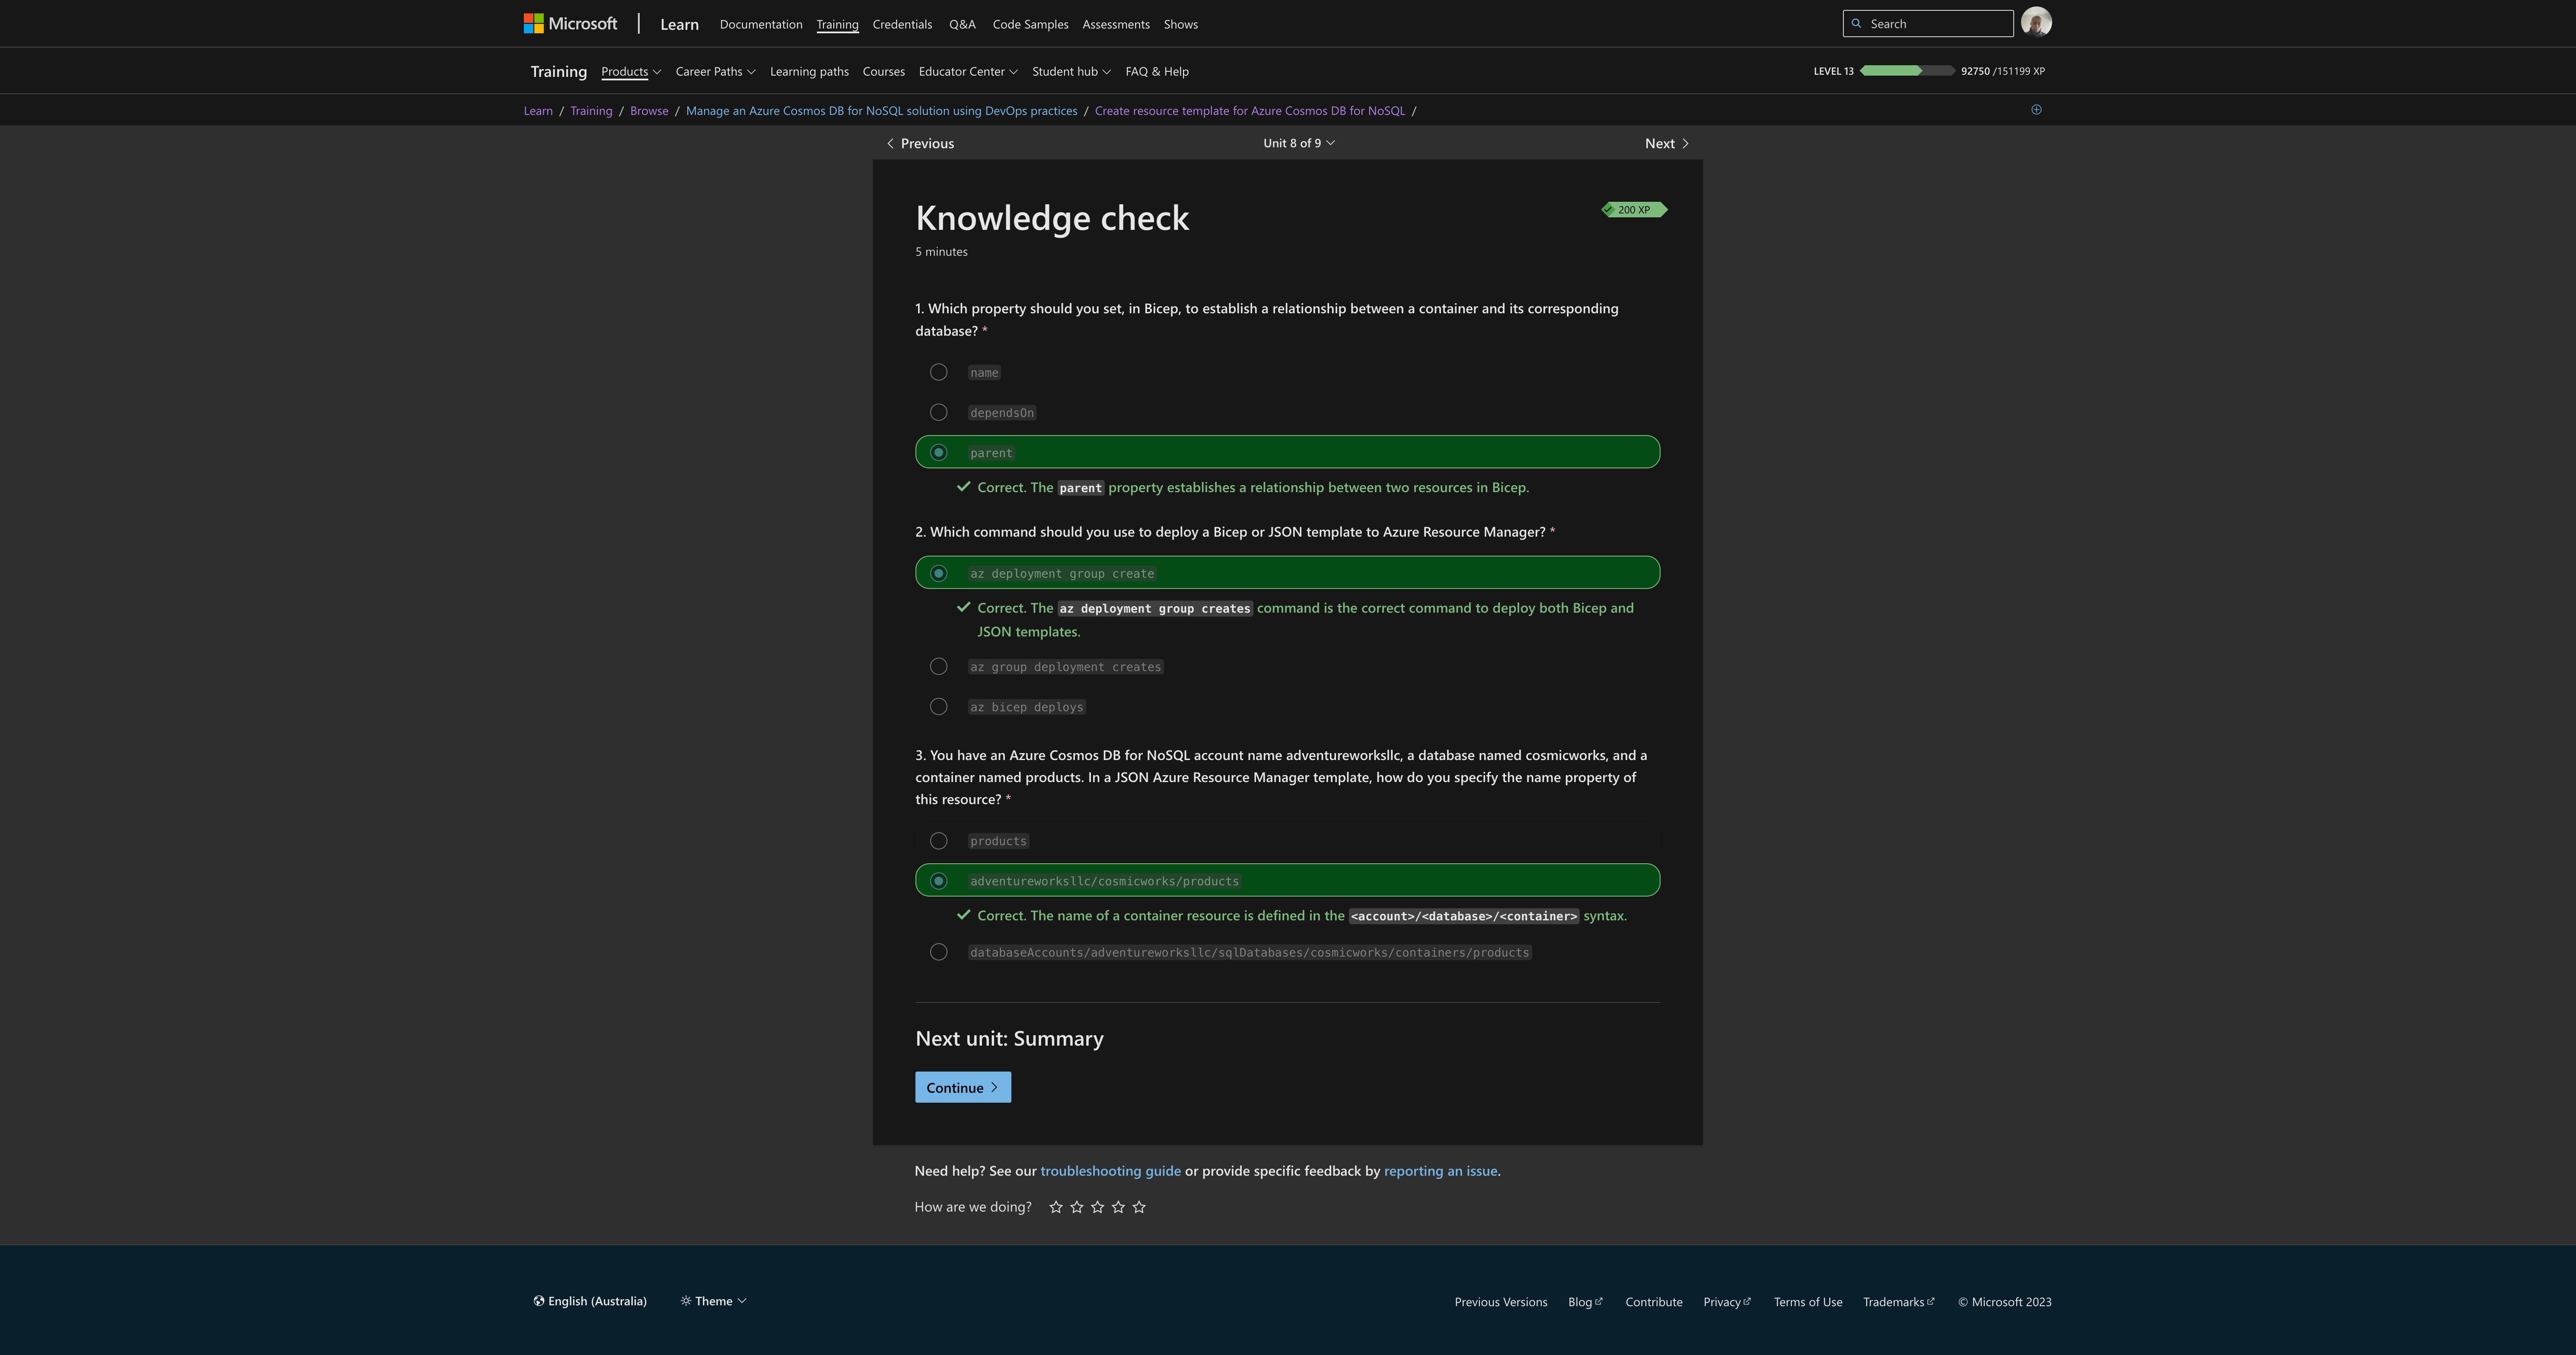 Microsoft | Learn Documentation Training Credentials Q&A Code Samples Assessments Shows Search
Training Products Career Paths Learning paths Courses Educator Center Student hub FAQ & Help LEVEL 13 92750 /151199 XP
Learn / Training / Browse / Manage an Azure Cosmos DB for NoSQL solution using DevOps practices / Create resource template for Azure Cosmos DB for NoSQL /
Previous Unit 8 of 9 Next
Knowledge check 200 XP
5 minutes
1. Which property should you set, in Bicep, to establish a relationship between a container and its corresponding
database? *
name
dependsOn
parent
Correct. The parent property establishes a relationship between two resources in Bicep.
2. Which command should you use to deploy a Bicep or JSON template to Azure Resource Manager? *
az deployment group create
Correct. The az deployment group creates command is the correct command to deploy both Bicep and
JSON templates.
az group deployment creates
az bicep deploys
3. You have an Azure Cosmos DB for NoSQL account name adventureworksllc, a database named cosmicworks, and a
container named products. In a JSON Azure Resource Manager template, how do you specify the name property of
this resource? *
products
adventureworksllc/cosmicworks/products
Correct. The name of a container resource is defined in the <account>/<database>/<container> syntax.
databaseAccounts/adventureworksllc/sqlDatabases/cosmicworks/containers/products
Next unit: Summary
Continue
Need help? See our troubleshooting guide or provide specific feedback by reporting an issue.
How are we doing?
English (Australia) Theme Previous Versions Blog Contribute Privacy Terms of Use Trademarks © Microsoft 2023